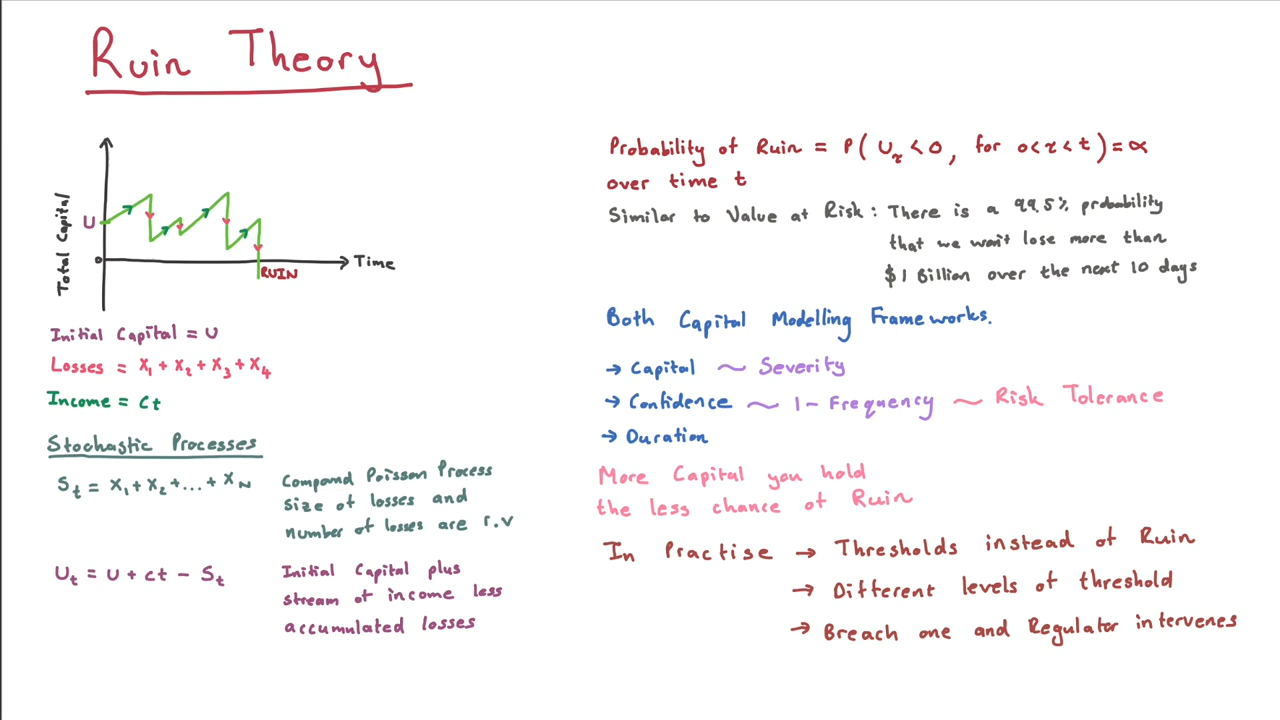 Ruin Theory
Total Capital
U
0
RUIN
Time
Initial Capital = U
Losses = X₁ + X₂ + X₃ + X₄
Income = Ct
Stochastic Processes
Sₜ = X₁ + X₂ + ... + X_N
Compound Poisson Process
size of losses and
number of losses are r.v
Uₜ = U + ct - Sₜ
Initial Capital plus
stream of income less
accumulated losses
Probability of Ruin = P( U_τ < 0, for 0<τ<t) = α
over time t
Similar to Value at Risk: There is a 99.5% probability
that we won't lose more than
$1 Billion over the next 10 days
Both Capital Modelling Frameworks.
→ Capital ~ Severity
→ Confidence ~ 1 - Frequency ~ Risk Tolerance
→ Duration
More Capital you hold
the less chance of Ruin
In Practise → Thresholds instead of Ruin
→ Different levels of threshold
→ Breach one and Regulator intervenes